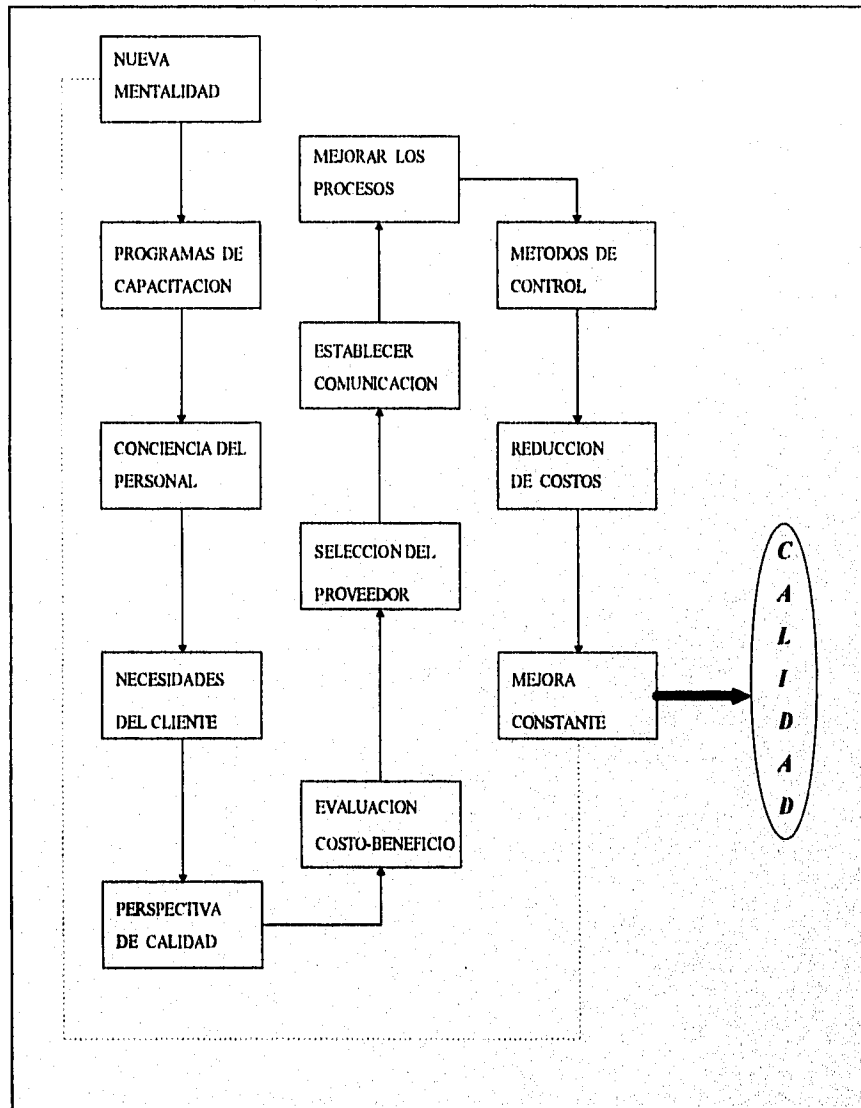 NUEVA
MENTALIDAD
PROGRAMAS DE
CAPACITACION
CONCIENCIA DEL
PERSONAL
NECESIDADES
DEL CLIENTE
PERSPECTIVA
DE CALIDAD
EVALUACION
COSTO-BENEFICIO
SELECCION DEL
PROVEEDOR
ESTABLECER
COMUNICACION
MEJORAR LOS
PROCESOS
METODOS DE
CONTROL
REDUCCION
DE COSTOS
MEJORA
CONSTANTE
CALIDAD